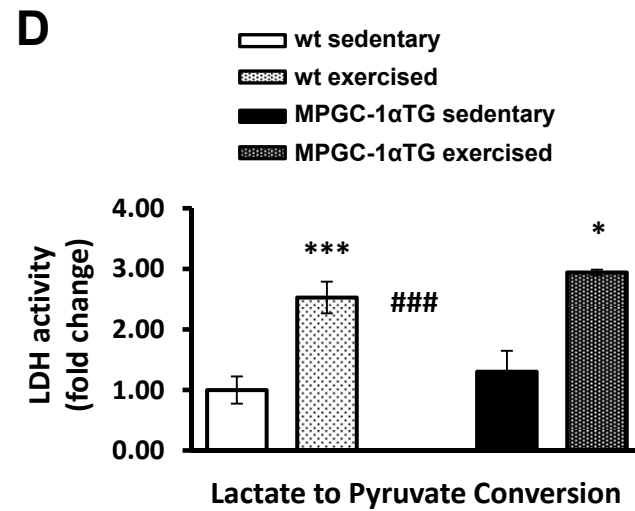 D
wt sedentary
wt exercised
MPGC-1αTG sedentary
MPGC-1αTG exercised
LDH activity
(fold change)
4.00
3.00
2.00
1.00
0.00
***
###
*
Lactate to Pyruvate Conversion